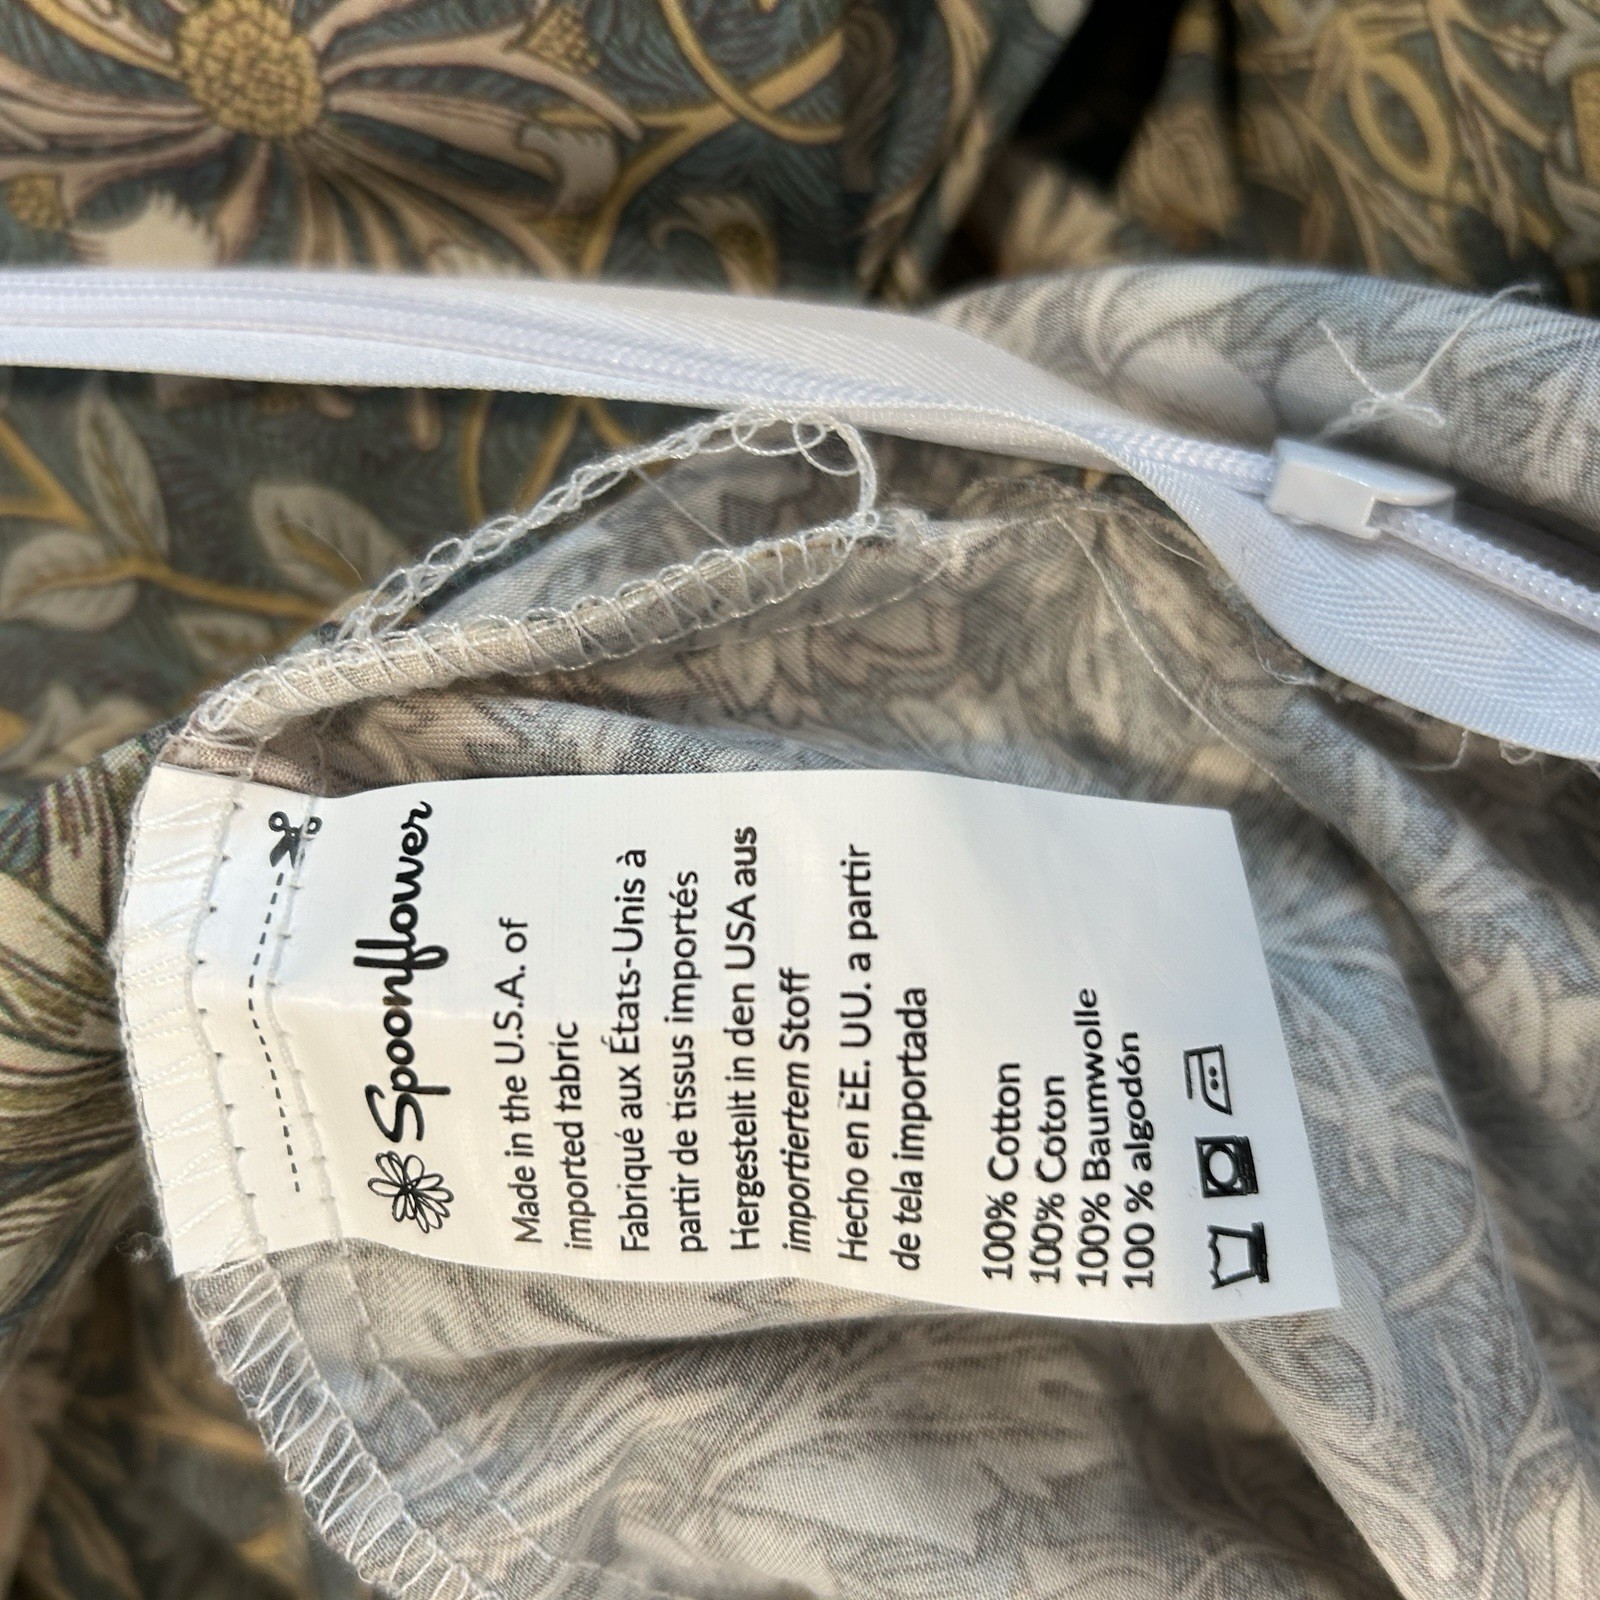 Spoonflower
Made in the U.S.A. of
imported fabric
Fabriqué aux États-Unis à
partir de tissus importés
Hergestellt in den USA aus
importiertem Stoff
Hecho en EE. UU. a partir
de tela importada
100% Cotton
100% Coton
100% Baumwolle
100 % algodón